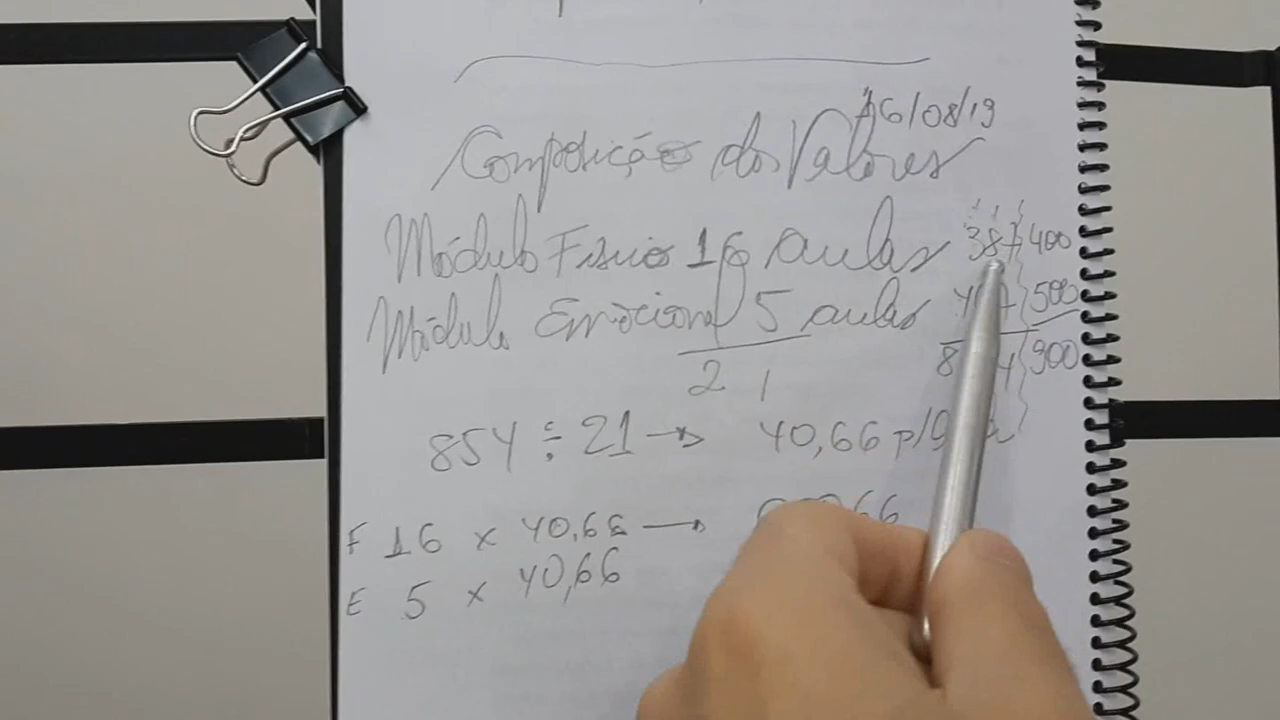 16/08/19
Composição dos Valores
Módulo Físico 16 aulas 387 400
Módulo Emocional 5 aulas 500
21 900
854 ÷ 21 → 40,66 p/
F 16 x 40,66 →
E 5 x 40,66